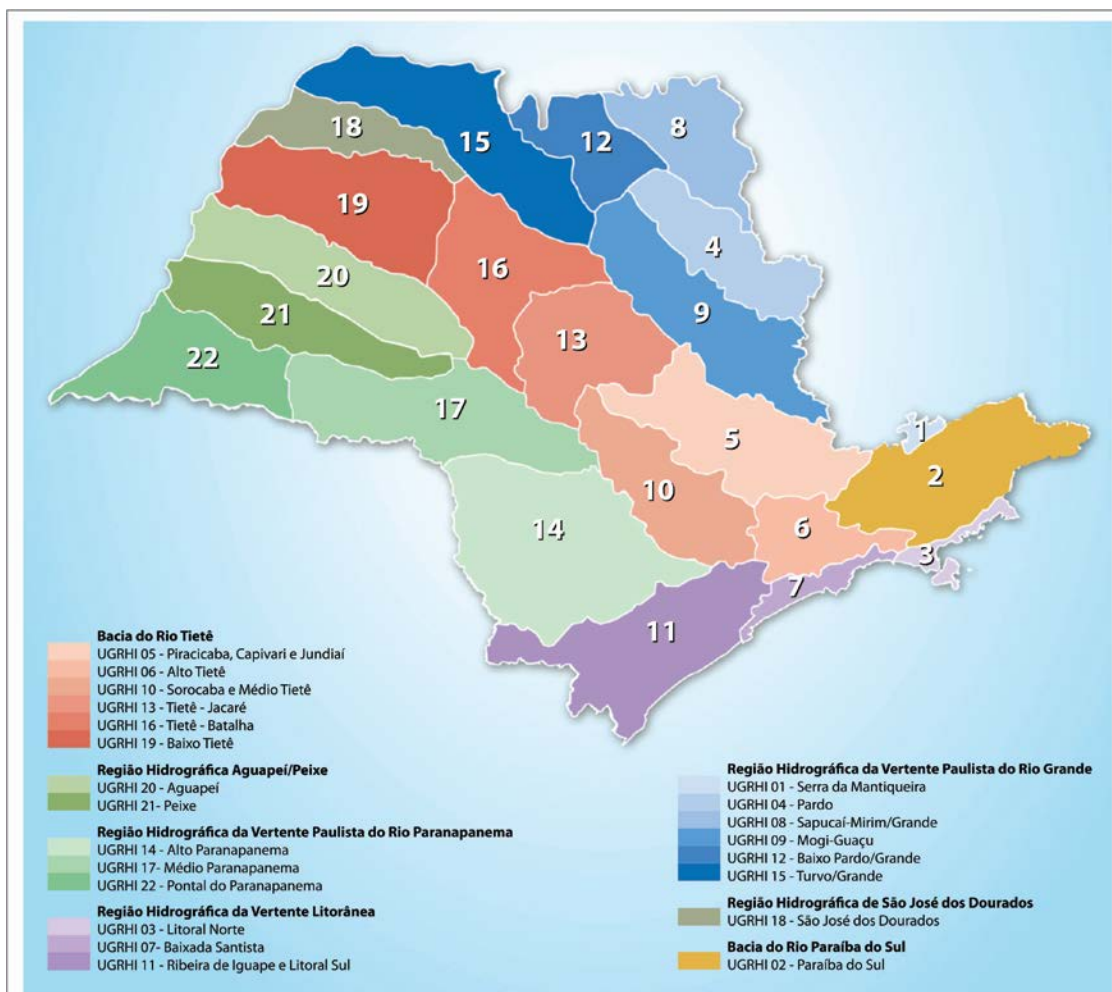 18
15
12
8
19
4
16
20
9
21
13
22
17
1
5
2
10
6
14
3
7
11
Bacia do Rio Tietê
UGRHI 05 - Piracicaba, Capivari e Jundiaí
UGRHI 06 - Alto Tietê
UGRHI 10 - Sorocaba e Médio Tietê
UGRHI 13 - Tietê - Jacaré
UGRHI 16 - Tietê - Batalha
UGRHI 19 - Baixo Tietê
Região Hidrográfica Aguapeí/Peixe
UGRHI 20 - Aguapeí
UGRHI 21- Peixe
Região Hidrográfica da Vertente Paulista do Rio Paranapanema
UGRHI 14 - Alto Paranapanema
UGRHI 17- Médio Paranapanema
UGRHI 22 - Pontal do Paranapanema
Região Hidrográfica da Vertente Litorânea
UGRHI 03 - Litoral Norte
UGRHI 07- Baixada Santista
UGRHI 11 - Ribeira de Iguape e Litoral Sul
Região Hidrográfica da Vertente Paulista do Rio Grande
UGRHI 01 - Serra da Mantiqueira
UGRHI 04 - Pardo
UGRHI 08 - Sapucaí-Mirim/Grande
UGRHI 09 - Mogi-Guaçu
UGRHI 12 - Baixo Pardo/Grande
UGRHI 15 - Turvo/Grande
Região Hidrográfica de São José dos Dourados
UGRHI 18 - São José dos Dourados
Bacia do Rio Paraíba do Sul
UGRHI 02 - Paraíba do Sul